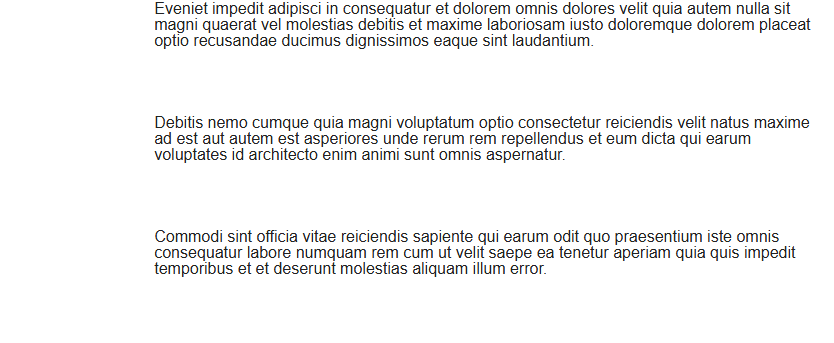 Eveniet impedit adipisci in consequatur et dolorem omnis dolores velit quia autem nulla sit
magni quaerat vel molestias debitis et maxime laboriosam iusto doloremque dolorem placeat
optio recusandae ducimus dignissimos eaque sint laudantium.
Debitis nemo cumque quia magni voluptatum optio consectetur reiciendis velit natus maxime
ad est aut autem est asperiores unde rerum rem repellendus et eum dicta qui earum
voluptates id architecto enim animi sunt omnis aspernatur.
Commodi sint officia vitae reiciendis sapiente qui earum odit quo praesentium iste omnis
consequatur labore numquam rem cum ut velit saepe ea tenetur aperiam quia quis impedit
temporibus et et deserunt molestias aliquam illum error.